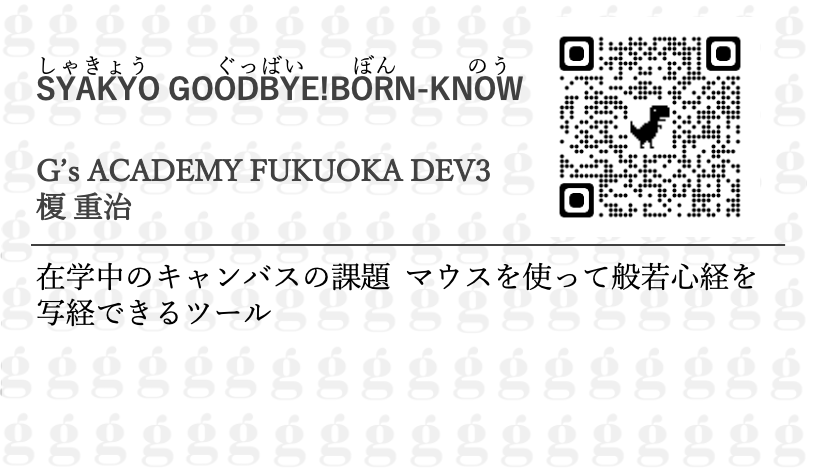 しゃきょう ぐっばい ぼん のう
SYAKYO GOODBYE!BORN-KNOW
G's ACADEMY FUKUOKA DEV3
榎 重治
在学中のキャンバスの課題 マウスを使って般若心経を
写経できるツール